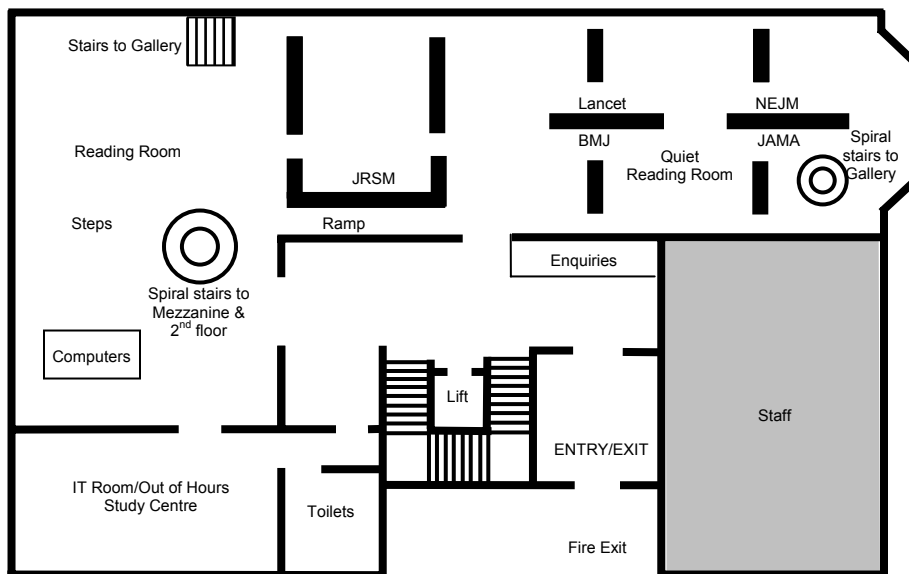 Stairs to Gallery
Lancet
NEJM
BMJ
JAMA
Spiral
stairs to
Gallery
Quiet
Reading Room
Reading Room
JRSM
Steps
Ramp
Enquiries
Spiral stairs to
Mezzanine &
2nd floor
Computers
Lift
Staff
ENTRY/EXIT
IT Room/Out of Hours
Study Centre
Toilets
Fire Exit